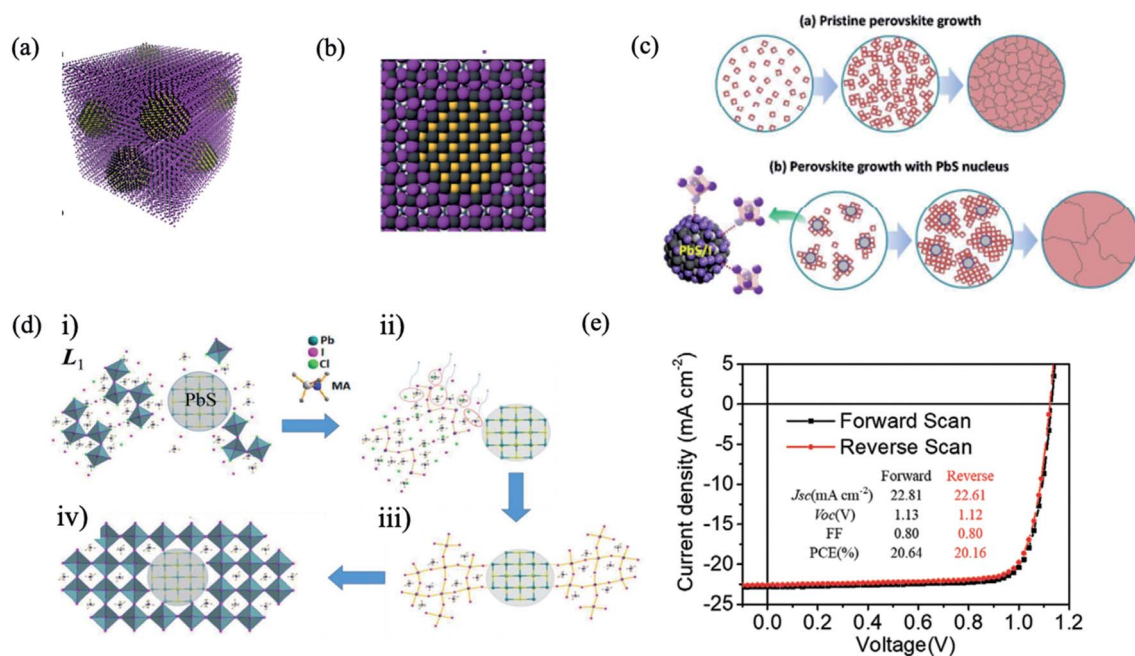 (a)
(b)
(c)
(a) Pristine perovskite growth
(b) Perovskite growth with PbS nucleus
PbS/I
(d)
i)
L1
PbS
Pb
I
Cl
MA
ii)
iv)
iii)
(e)
Current density (mA cm-2)
5
0
-5
-10
-15
-20
-25
Forward Scan
Reverse Scan
Forward Reverse
Jsc(mA cm-2) 22.81 22.61
Voc(V) 1.13 1.12
FF 0.80 0.80
PCE(%) 20.64 20.16
0.0 0.2 0.4 0.6 0.8 1.0 1.2
Voltage(V)